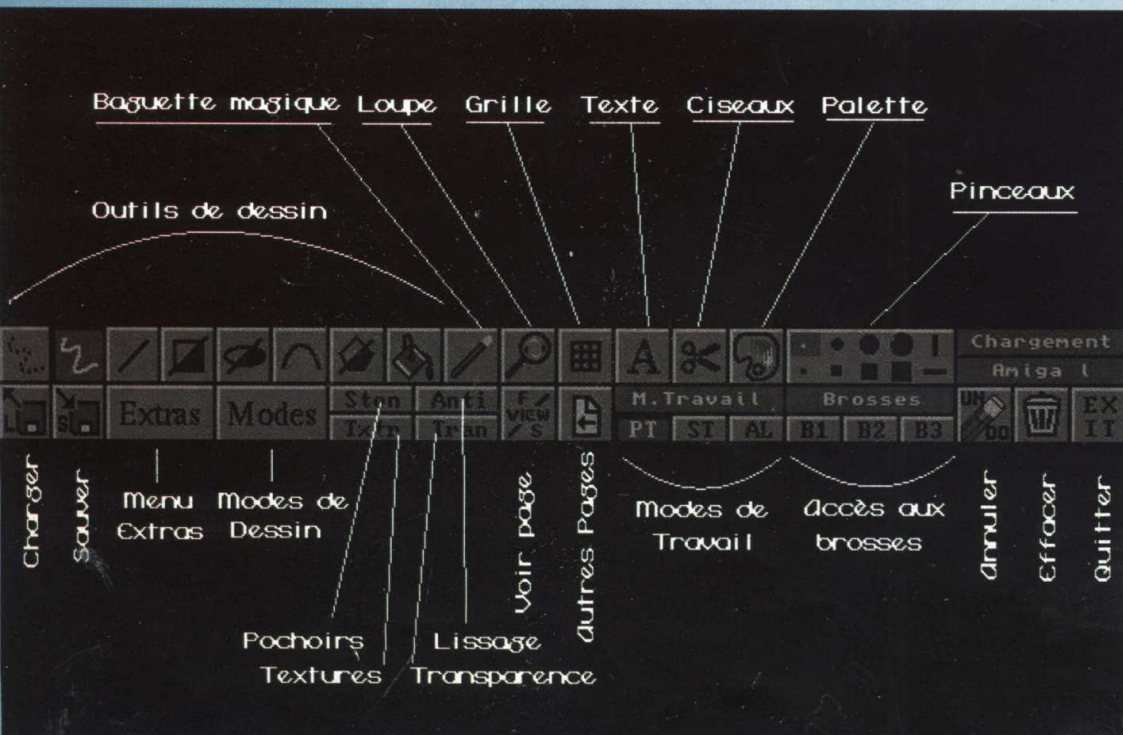 Baguette magique Loupe Grille Texte Ciseaux Palette
Pinceaux
Outils de dessin
A
Chargement
Amiga l
L
S
Extras
Modes
Sten
Anti
Txtr
Tran
F/
VIEW
/S
M.Travail
PT ST AL
Brosses
B1 B2 B3
UN
DO
EX
IT
Charger
Sauver
Menu
Extras
Modes de
Dessin
Voir page
Autres Pages
Modes de
Travail
Accès aux
brosses
Annuler
Effacer
Quitter
Pochoirs
Lissage
Textures
Transparence